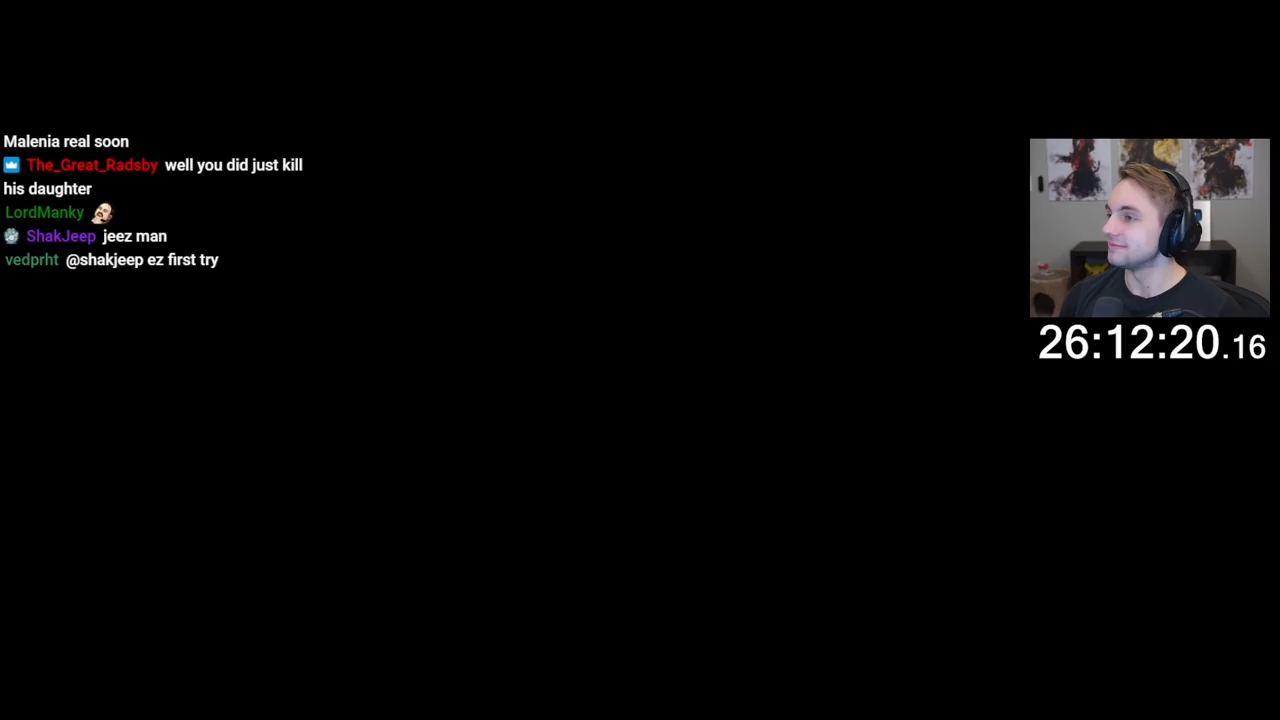 Malenia real soon
The_Great_Radsby well you did just kill
his daughter
LordManky
ShakJeep jeez man
vedprht @shakjeep ez first try
26:12:20.16